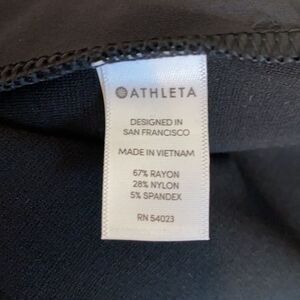 ATHLETA
DESIGNED IN
SAN FRANCISCO
MADE IN VIETNAM
67% RAYON
28% NYLON
5% SPANDEX
RN 54023